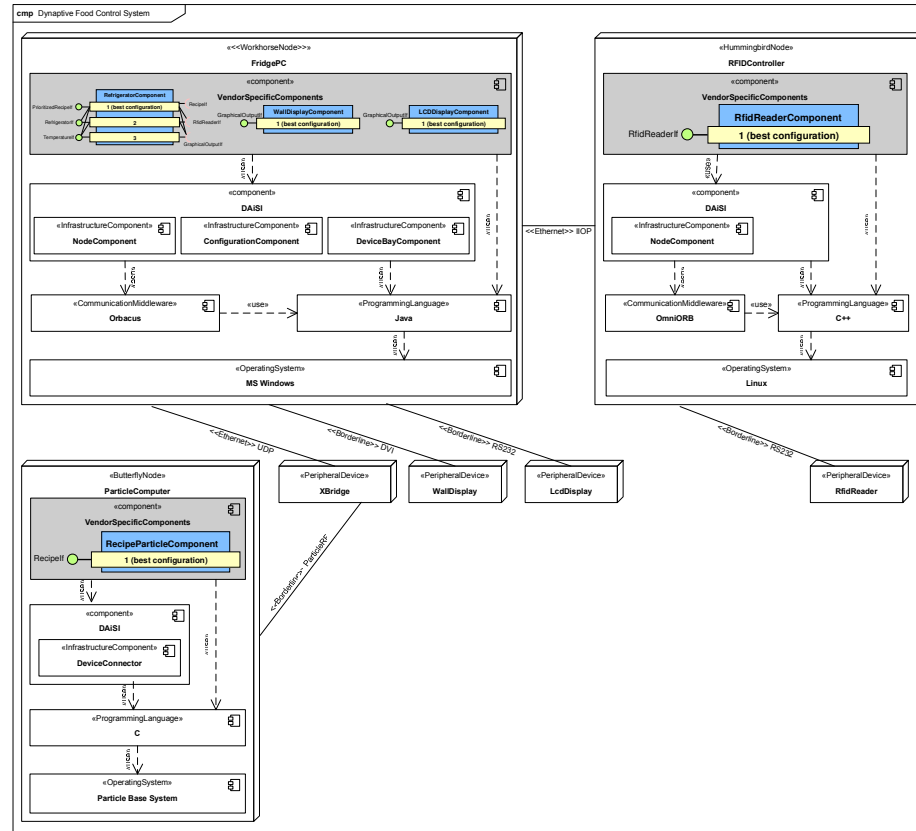 cmp Dynaptive Food Control System
«<<WorkhorseNode>>»
FridgePC
«component»
VendorSpecificComponents
RefrigeratorComponent
PrioritizedRecipeIf
1 (best configuration)
RecipeIf
RefrigeratorIf
2
RfidReaderIf
TemperatureIf
3
GraphicalOutputIf
WallDisplayComponent
GraphicalOutputIf
1 (best configuration)
LCDDisplayComponent
GraphicalOutputIf
1 (best configuration)
«use»
«use»
«component»
DAiSI
«InfrastructureComponent»
NodeComponent
«InfrastructureComponent»
ConfigurationComponent
«InfrastructureComponent»
DeviceBayComponent
«use»
«use»
«CommunicationMiddleware»
Orbacus
«use»
«ProgrammingLanguage»
Java
«use»
«OperatingSystem»
MS Windows
<<Ethernet>> IIOP
«HummingbirdNode»
RFIDController
«component»
VendorSpecificComponents
RfidReaderComponent
RfidReaderIf
1 (best configuration)
«use»
«use»
«component»
DAiSI
«InfrastructureComponent»
NodeComponent
«use»
«use»
«CommunicationMiddleware»
OmniORB
«use»
«ProgrammingLanguage»
C++
«use»
«OperatingSystem»
Linux
<<Ethernet>> UDP
<<Borderline>> DVI
<<Borderline>> RS232
<<Borderline>> RS232
«PeripheralDevice»
XBridge
«PeripheralDevice»
WallDisplay
«PeripheralDevice»
LcdDisplay
«PeripheralDevice»
RfidReader
<<Borderline>> ParticleRF
«ButterflyNode»
ParticleComputer
«component»
VendorSpecificComponents
RecipeParticleComponent
RecipeIf
1 (best configuration)
«use»
«use»
«component»
DAiSI
«InfrastructureComponent»
DeviceConnector
«use»
«ProgrammingLanguage»
C
«use»
«OperatingSystem»
Particle Base System